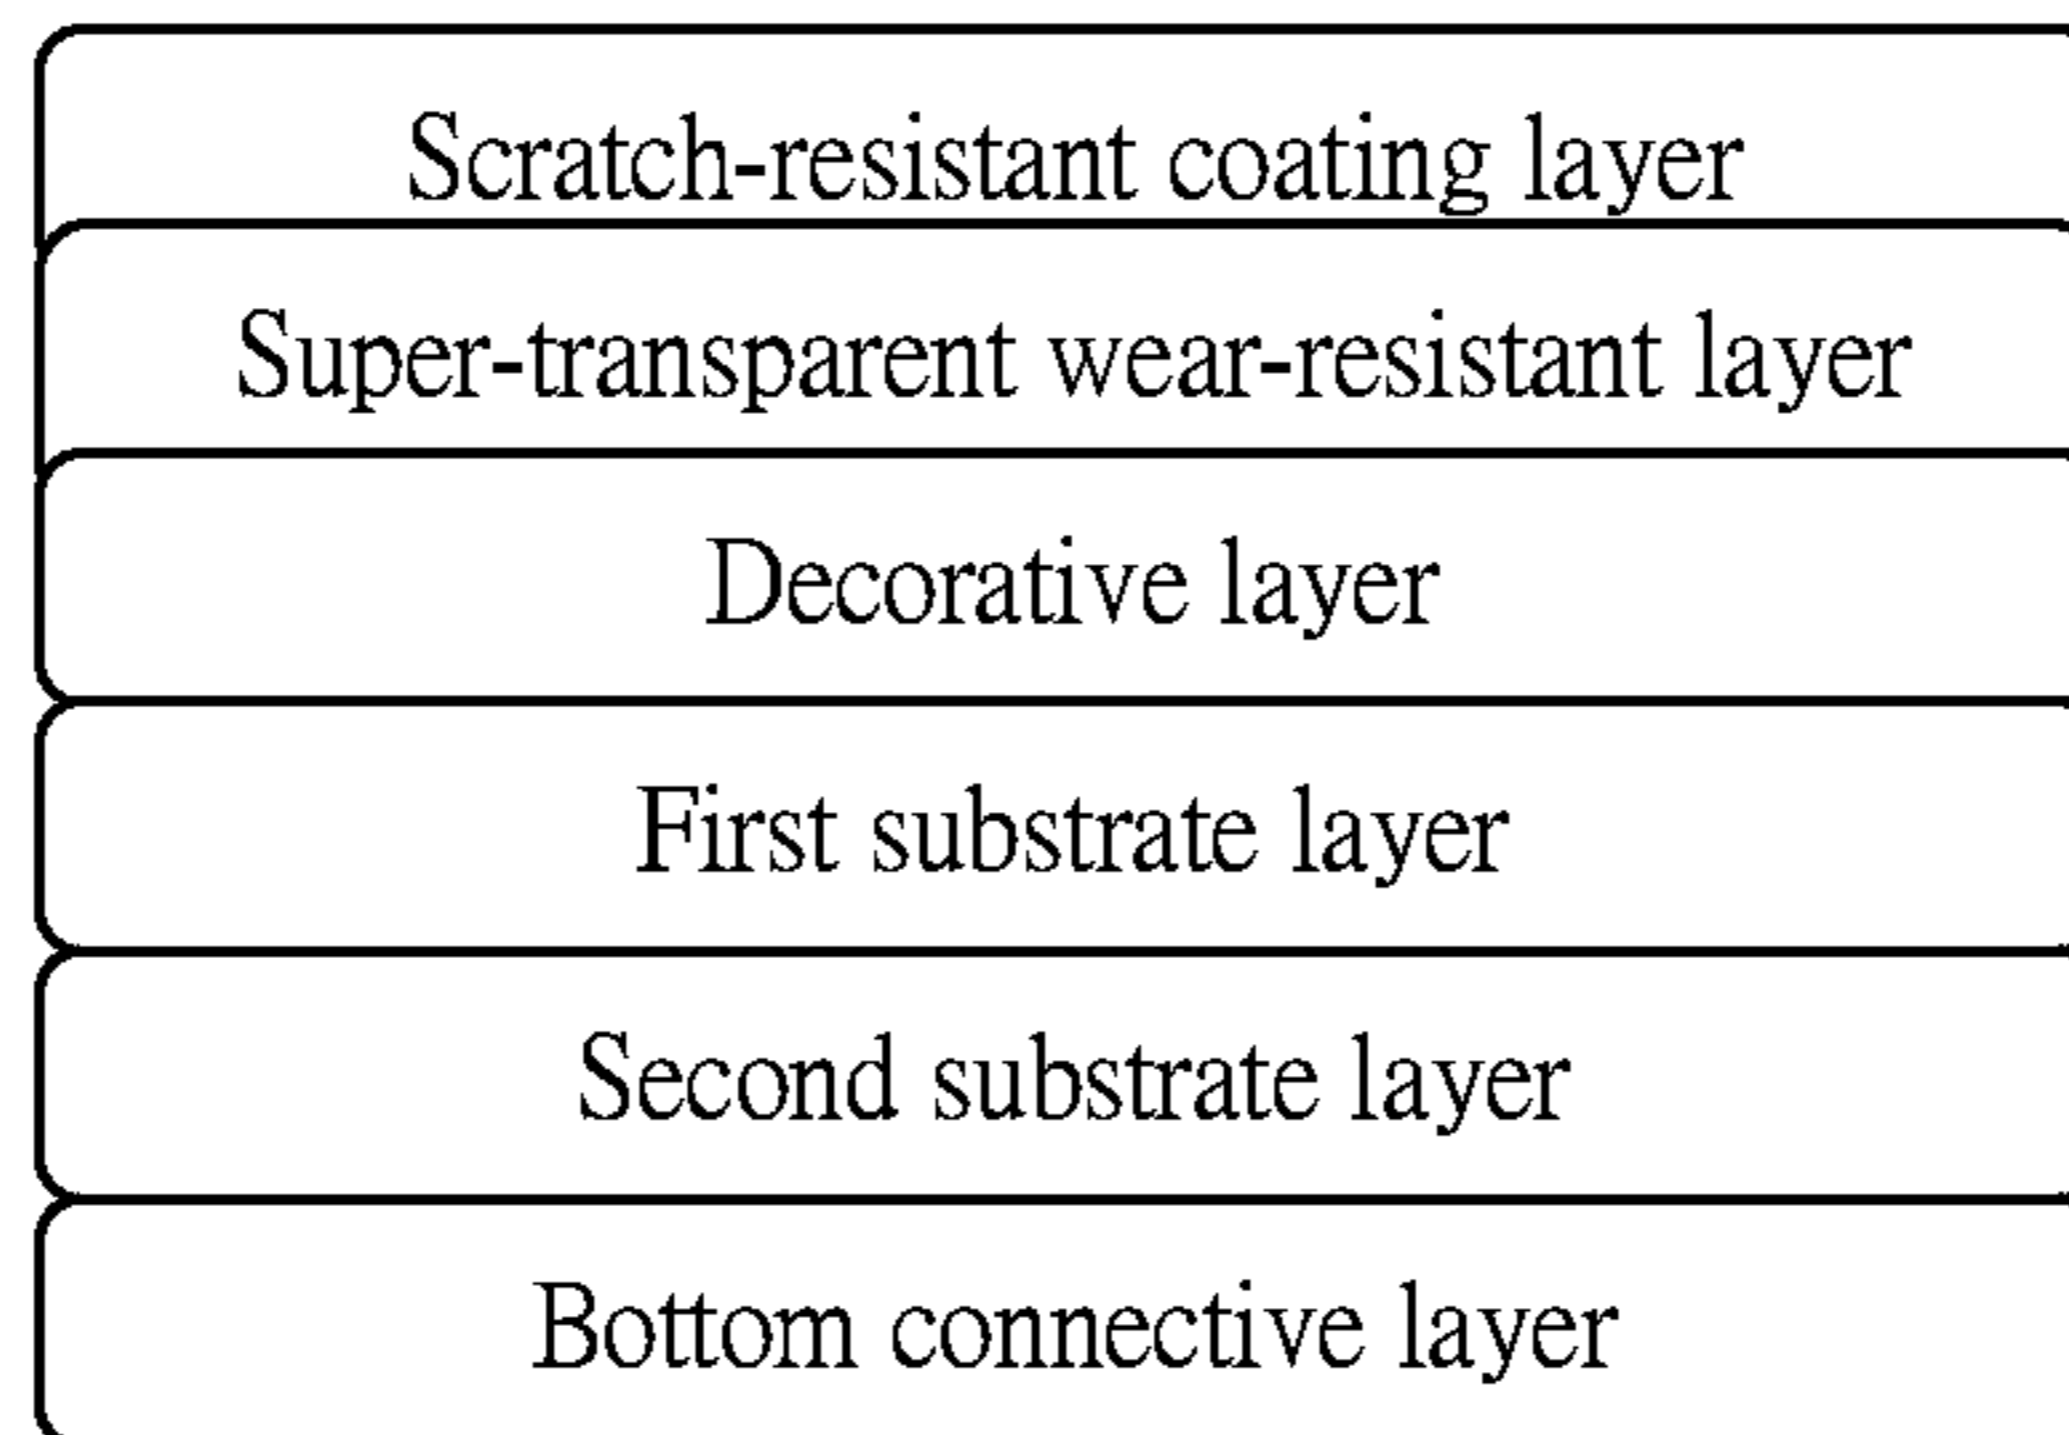 Scratch-resistant coating layer
Super-transparent wear-resistant layer
Decorative layer
First substrate layer
Second substrate layer
Bottom connective layer